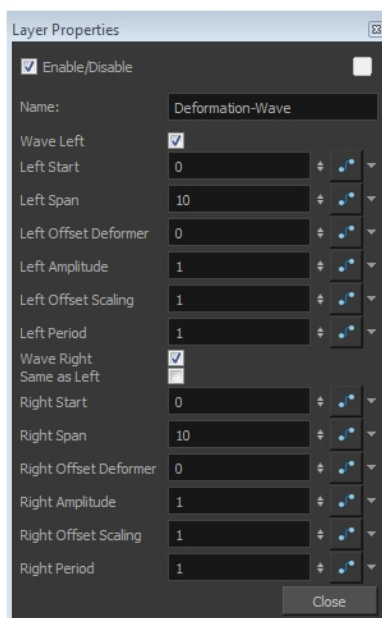 Layer Properties
Enable/Disable
Name: Deformation-Wave
Wave Left
Left Start 0
Left Span 10
Left Offset Deformer 0
Left Amplitude 1
Left Offset Scaling 1
Left Period 1
Wave Right
Same as Left
Right Start 0
Right Span 10
Right Offset Deformer 0
Right Amplitude 1
Right Offset Scaling 1
Right Period 1
Close